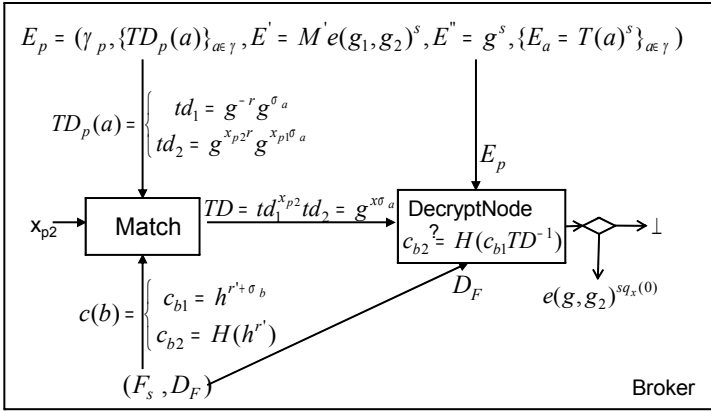 E_p = (γ_p, {TD_p(a)}_{a∈γ}, E' = M'e(g_1, g_2)^s, E'' = g^s, {E_a = T(a)^s}_{a∈γ})
TD_p(a) = { td_1 = g^{-r} g^{σ_a}
td_2 = g^{x_{p2}r} g^{x_{p1}σ_a}
E_p
x_{p2}
Match
TD = td_1^{x_{p2}} td_2 = g^{xσ_a}
DecryptNode
c_{b2} ?= H(c_{b1}TD^{-1})
⊥
D_F
e(g, g_2)^{sq_x(0)}
c(b) = { c_{b1} = h^{r'+σ_b}
c_{b2} = H(h^{r'})
(F_s, D_F)
Broker